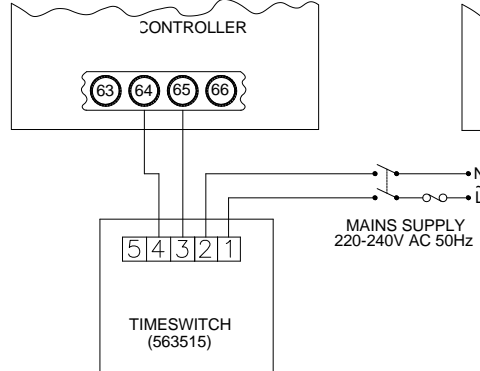 CONTROLLER
63 64 65 66
N
L
MAINS SUPPLY
220-240V AC 50Hz
5 4 3 2 1
TIMESWITCH
(563515)